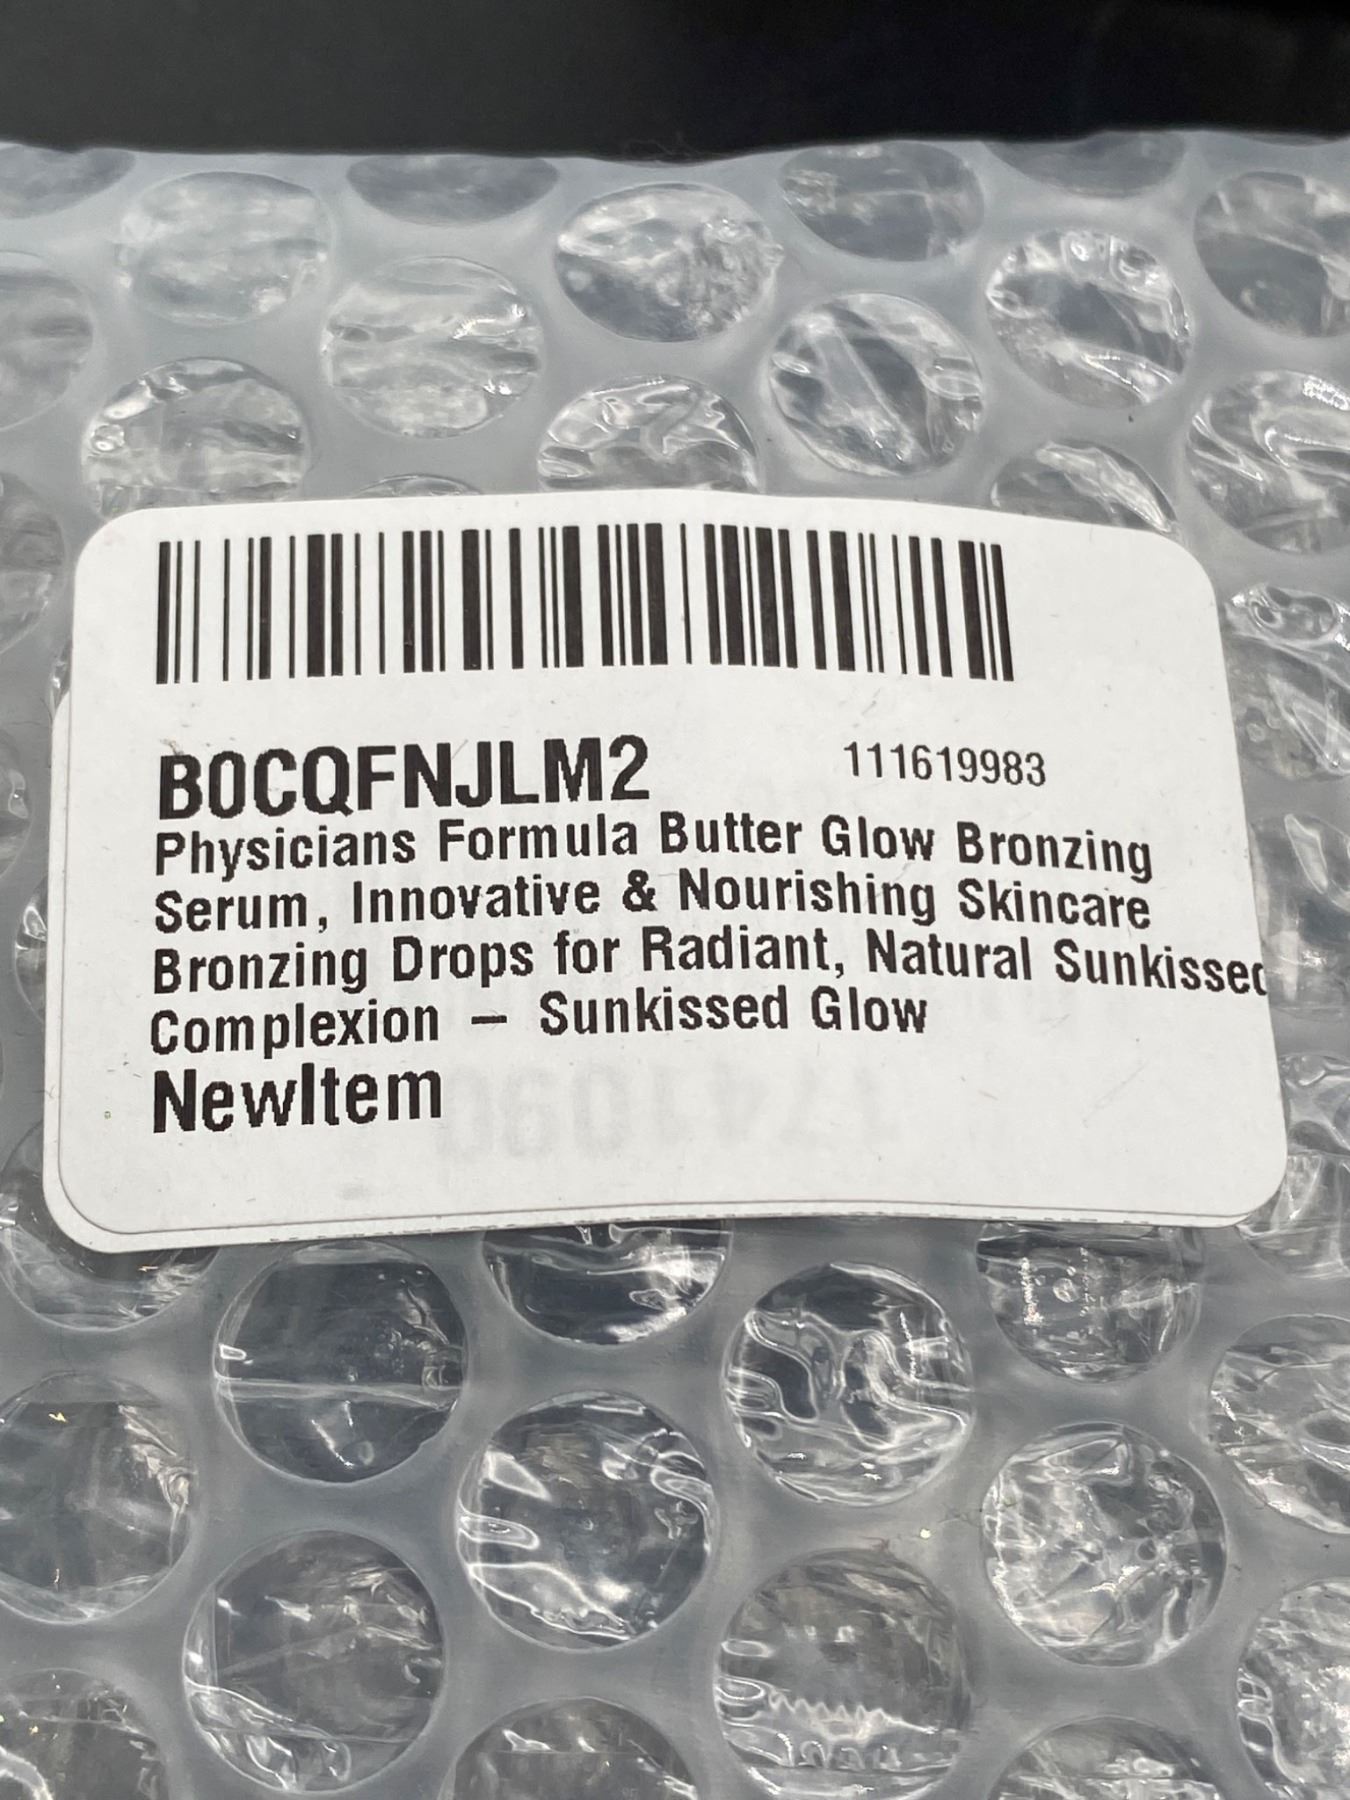 B0CQFNJLM2 111619983
Physicians Formula Butter Glow Bronzing
Serum, Innovative & Nourishing Skincare
Bronzing Drops for Radiant, Natural Sunkissed
Complexion – Sunkissed Glow
NewItem